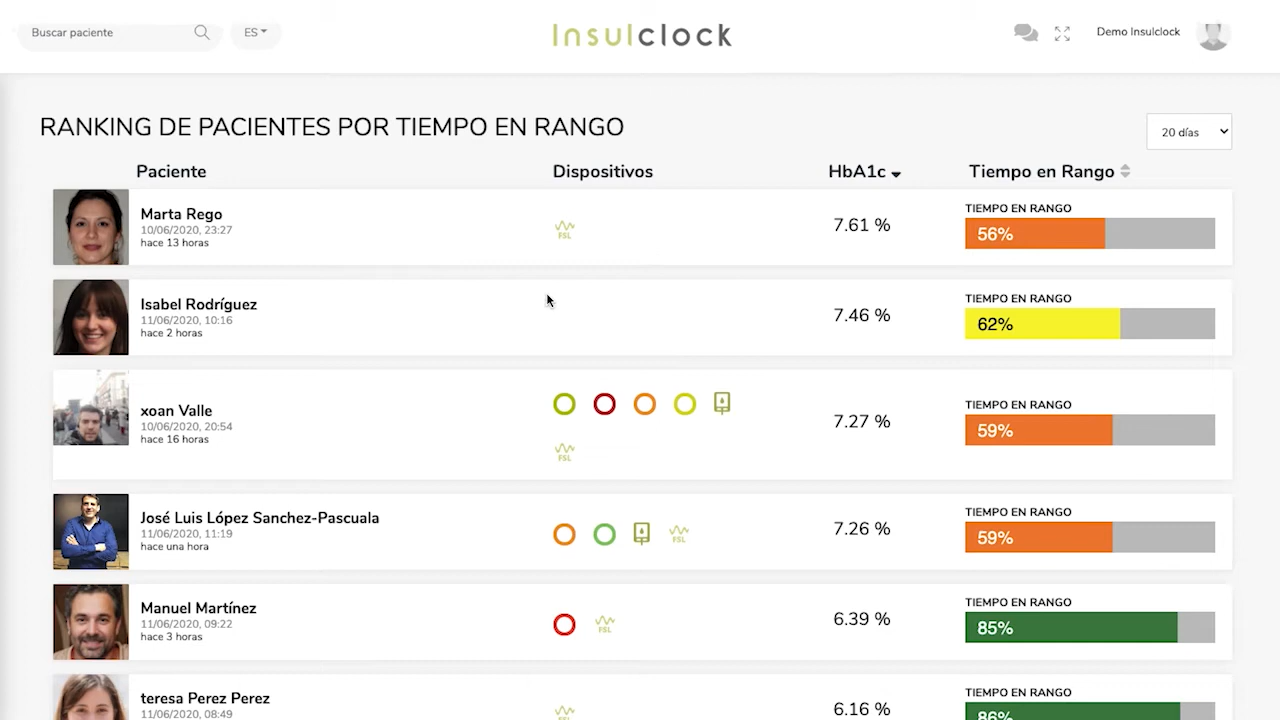 Buscar paciente
ES
Insulclock
Demo Insulclock
RANKING DE PACIENTES POR TIEMPO EN RANGO
20 días
Paciente
Dispositivos
HbA1c
Tiempo en Rango
Marta Rego
10/06/2020, 23:27
hace 13 horas
FSL
7.61 %
TIEMPO EN RANGO
56%
Isabel Rodríguez
11/06/2020, 10:16
hace 2 horas
7.46 %
TIEMPO EN RANGO
62%
xoan Valle
10/06/2020, 20:54
hace 16 horas
FSL
7.27 %
TIEMPO EN RANGO
59%
José Luis López Sanchez-Pascuala
11/06/2020, 11:19
hace una hora
FSL
7.26 %
TIEMPO EN RANGO
59%
Manuel Martínez
11/06/2020, 09:22
hace 3 horas
FSL
6.39 %
TIEMPO EN RANGO
85%
teresa Perez Perez
11/06/2020, 08:49
FSL
6.16 %
TIEMPO EN RANGO
86%